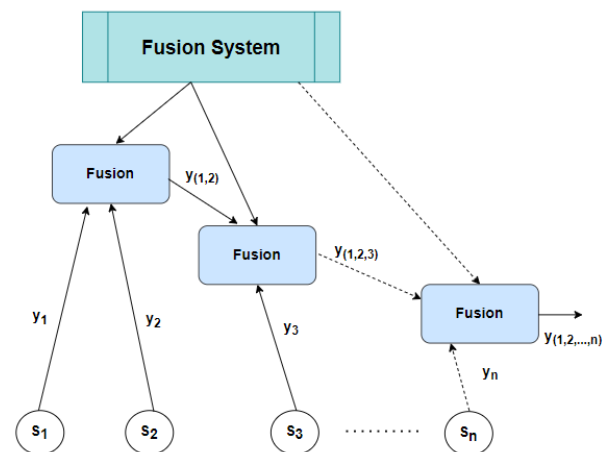 Fusion System
Fusion
y(1,2)
Fusion
y(1,2,3)
Fusion
y(1,2,...,n)
y1
y2
y3
yn
s1
s2
s3
........
sn